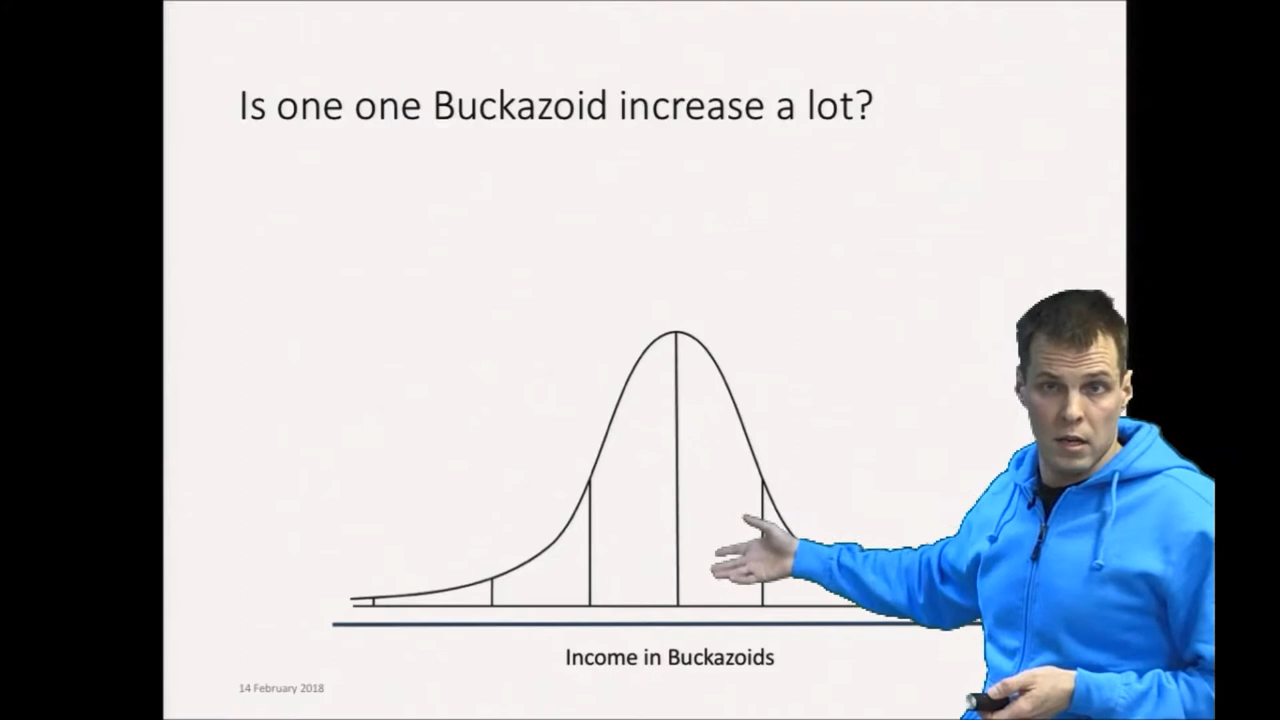 Is one one Buckazoid increase a lot?
Income in Buckazoids
14 February 2018